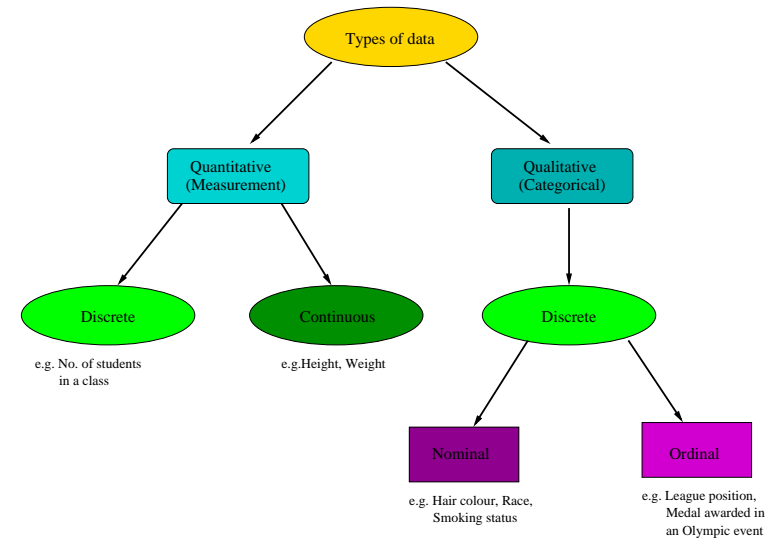 Types of data
Quantitative
(Measurement)
Qualitative
(Categorical)
Discrete
Continuous
Discrete
e.g. No. of students
in a class
e.g.Height, Weight
Nominal
Ordinal
e.g. Hair colour, Race,
Smoking status
e.g. League position,
Medal awarded in
an Olympic event